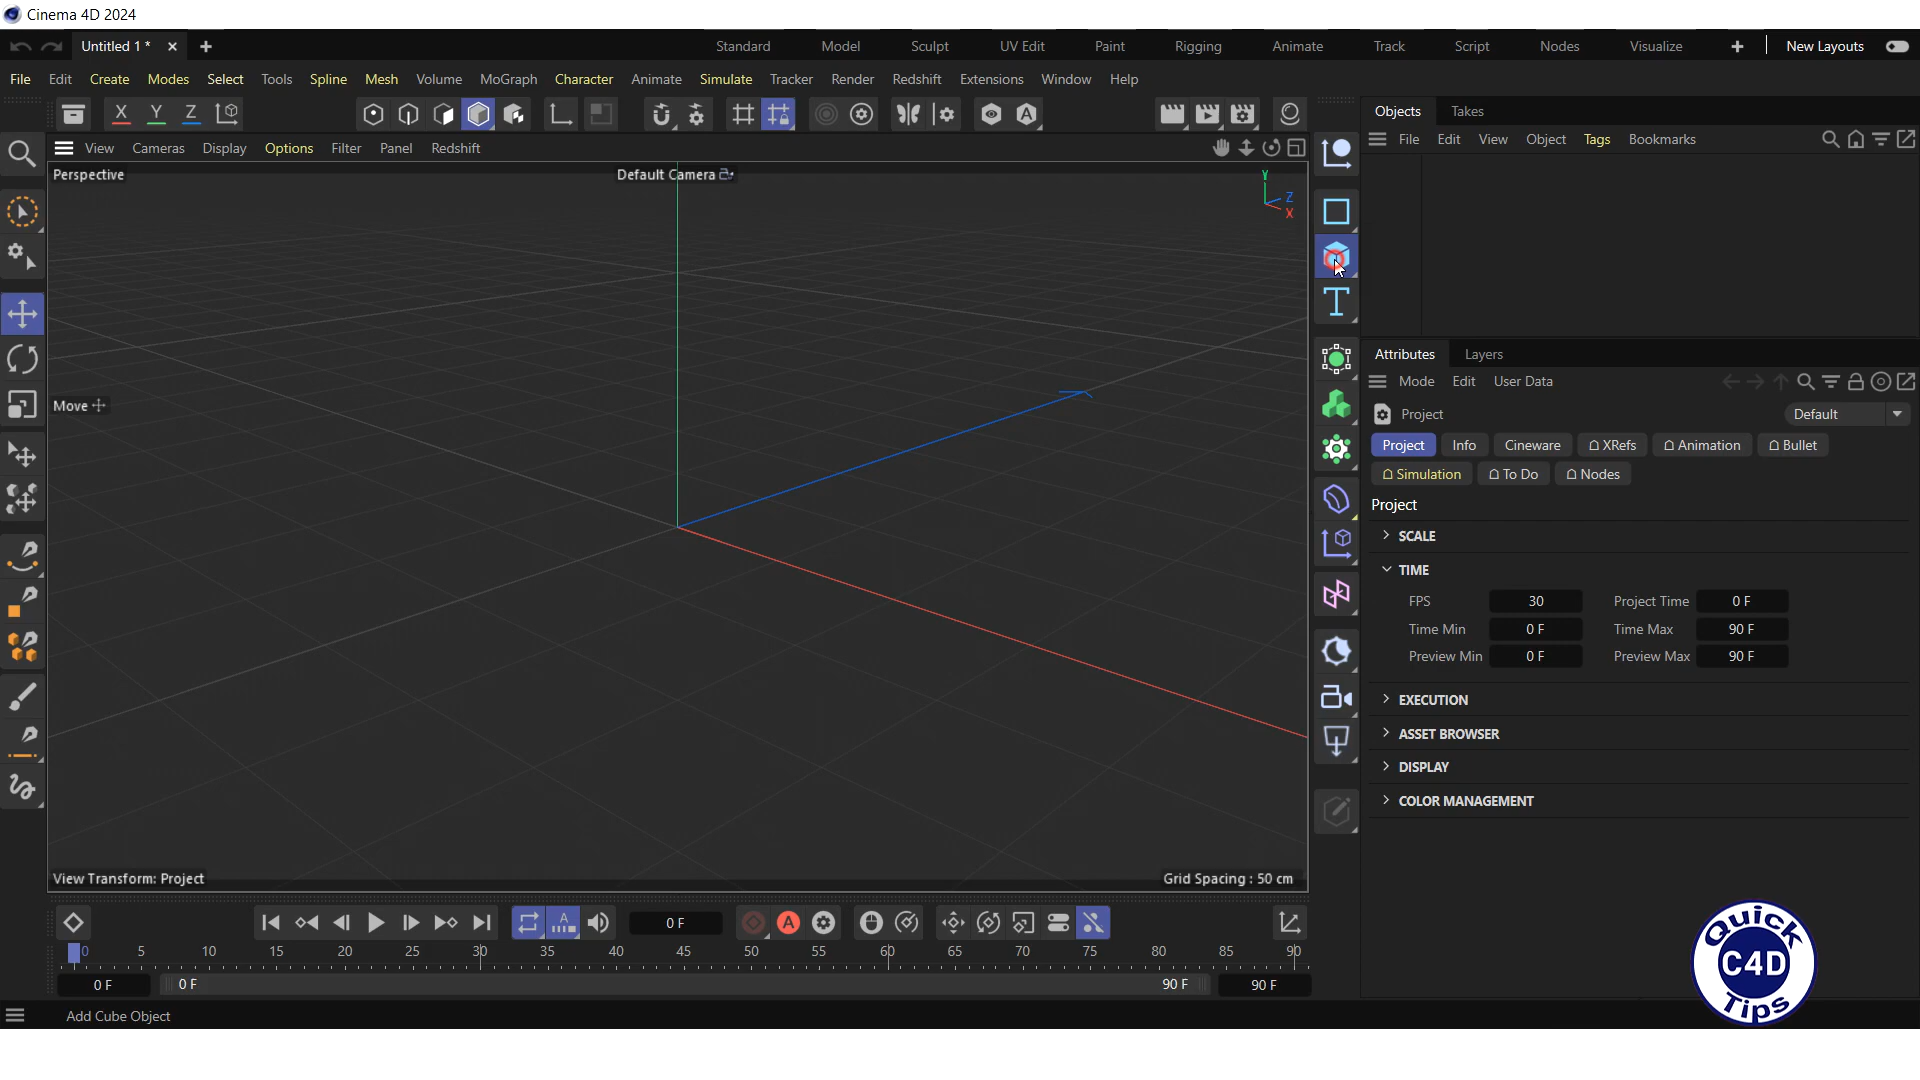 Cinema 4D 2024
Untitled 1 * Standard Model Sculpt UV Edit Paint Rigging Animate Track Script Nodes Visualize New Layouts
File Edit Create Modes Select Tools Spline Mesh Volume MoGraph Character Animate Simulate Tracker Render Redshift Extensions Window Help
X Y Z A
Objects Takes
File Edit View Object Tags Bookmarks
View Cameras Display Options Filter Panel Redshift
Perspective Default Camera
Y Z X
T
Move
Attributes Layers
Mode Edit User Data
Project Default
Project Info Cineware XRefs Animation Bullet
Simulation To Do Nodes
Project
SCALE
TIME
FPS 30 Project Time 0 F
Time Min 0 F Time Max 90 F
Preview Min 0 F Preview Max 90 F
EXECUTION
ASSET BROWSER
DISPLAY
COLOR MANAGEMENT
View Transform: Project Grid Spacing : 50 cm
A 0 F A
0 5 10 15 20 25 30 35 40 45 50 55 60 65 70 75 80 85 90
0 F 0 F 90 F 90 F
Add Cube Object
Quick
C4D
Tips